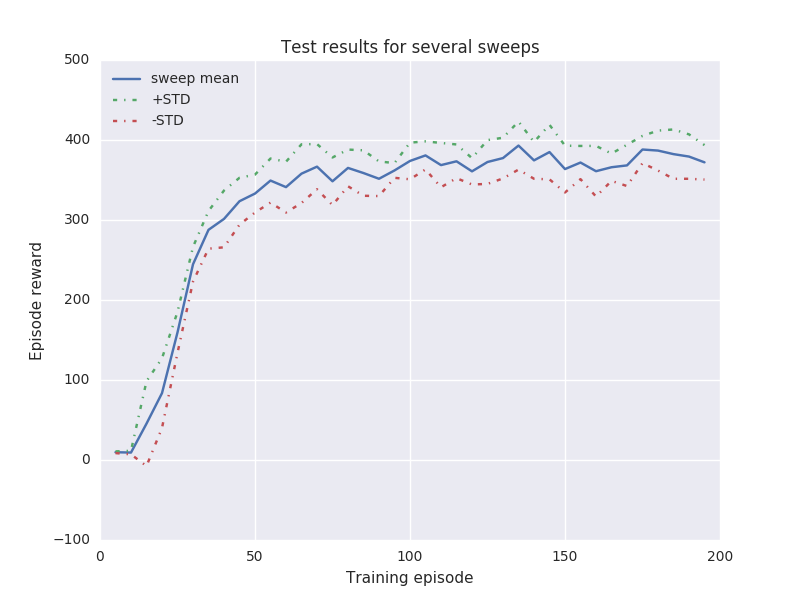 Test results for several sweeps
500
400
300
200
100
0
−100
sweep mean
+STD
-STD
Episode reward
0 50 100 150 200
Training episode